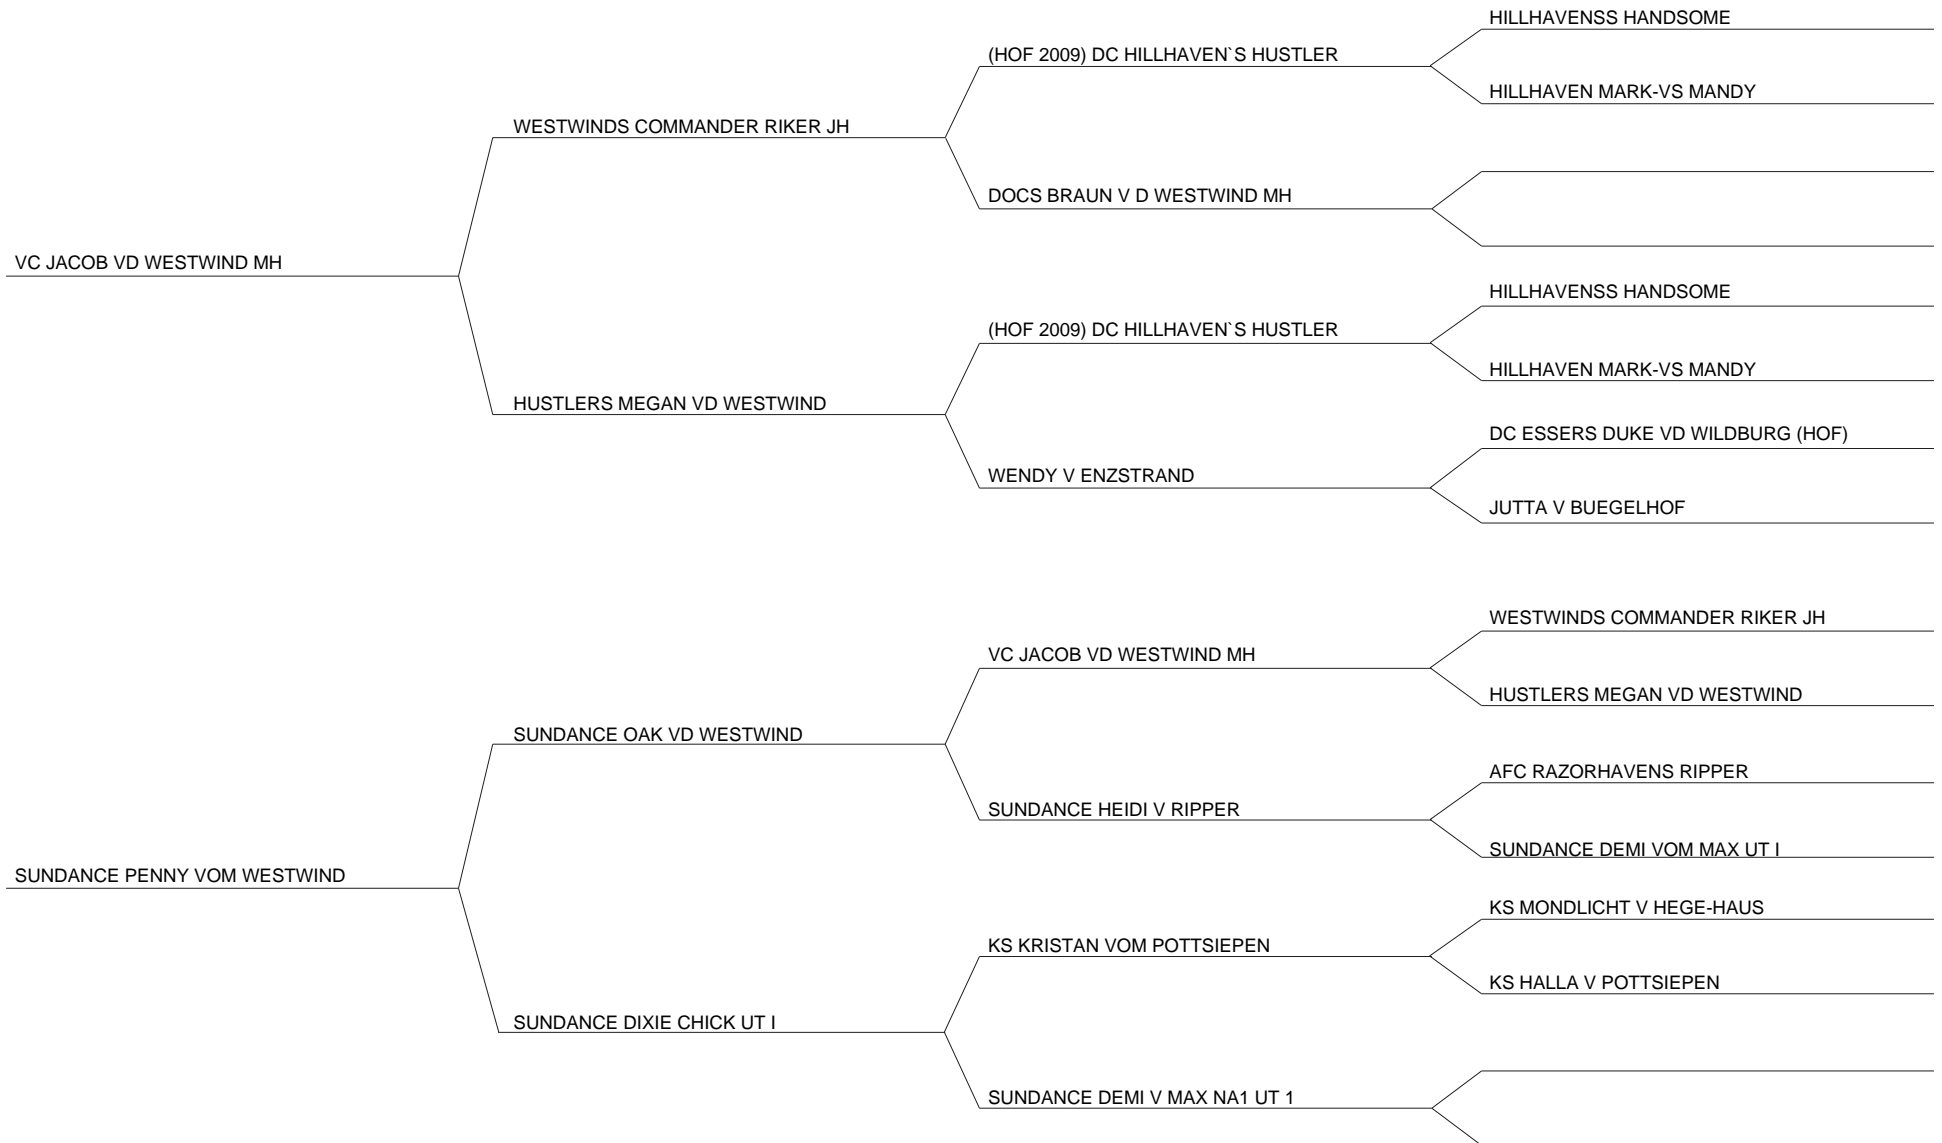 HILLHAVENSS HANDSOME
(HOF 2009) DC HILLHAVEN`S HUSTLER
HILLHAVEN MARK-VS MANDY
WESTWINDS COMMANDER RIKER JH
DOCS BRAUN V D WESTWIND MH
VC JACOB VD WESTWIND MH
HILLHAVENSS HANDSOME
(HOF 2009) DC HILLHAVEN`S HUSTLER
HILLHAVEN MARK-VS MANDY
HUSTLERS MEGAN VD WESTWIND
DC ESSERS DUKE VD WILDBURG (HOF)
WENDY V ENZSTRAND
JUTTA V BUEGELHOF
WESTWINDS COMMANDER RIKER JH
VC JACOB VD WESTWIND MH
HUSTLERS MEGAN VD WESTWIND
SUNDANCE OAK VD WESTWIND
AFC RAZORHAVENS RIPPER
SUNDANCE HEIDI V RIPPER
SUNDANCE DEMI VOM MAX UT I
SUNDANCE PENNY VOM WESTWIND
KS MONDLICHT V HEGE-HAUS
KS KRISTAN VOM POTTSIEPEN
KS HALLA V POTTSIEPEN
SUNDANCE DIXIE CHICK UT I
SUNDANCE DEMI V MAX NA1 UT 1